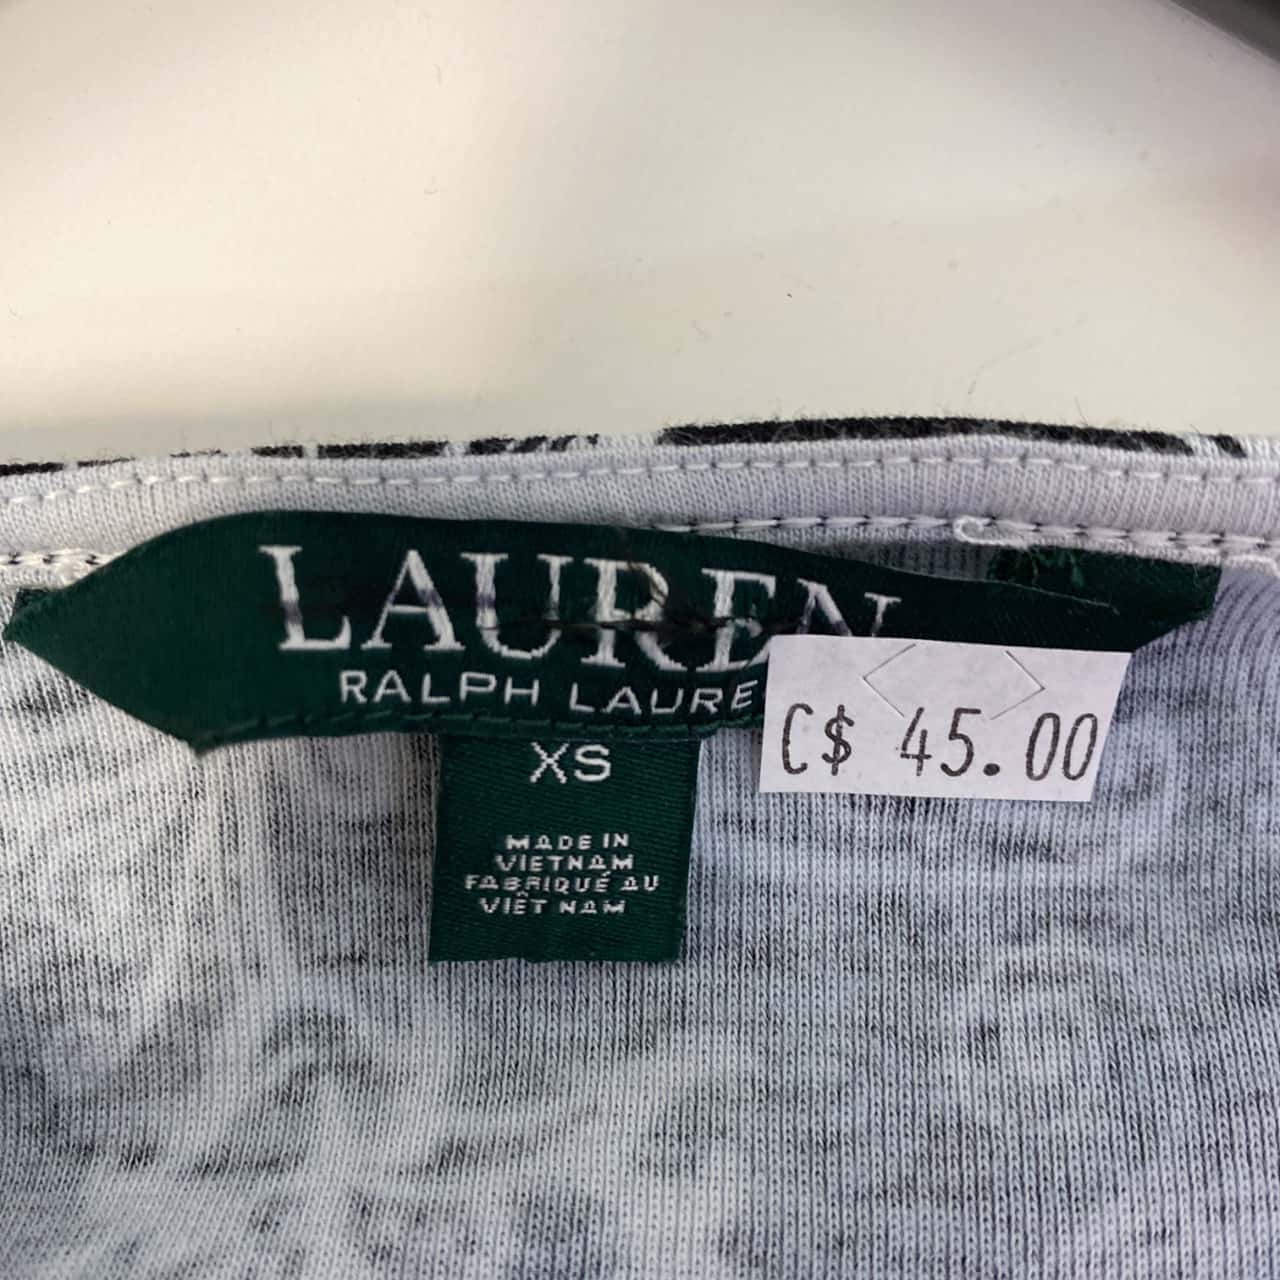 LAUREN
RALPH LAURE
C$ 45.00
XS
MADE IN
VIETNAM
FABRIQUÉ AU
VIÊT NAM